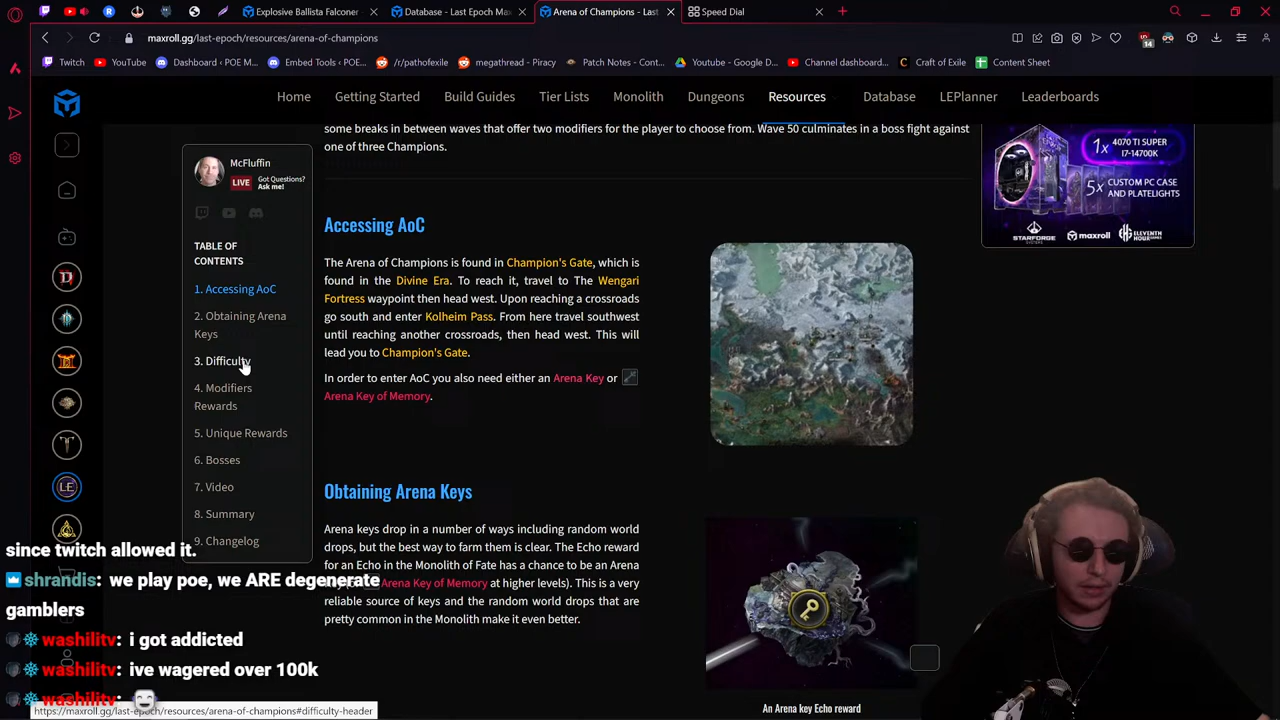 Explosive Ballista Falconer
Database - Last Epoch Max
Arena of Champions - Las
Speed Dial
maxroll.gg/last-epoch/resources/arena-of-champions
14
Twitch
YouTube
Dashboard ‹ POE M...
Embed Tools ‹ POE...
/r/pathofexile
megathread - Piracy
Patch Notes - Cont...
Youtube - Google D...
Channel dashboard...
Craft of Exile
Content Sheet
Home
Getting Started
Build Guides
Tier Lists
Monolith
Dungeons
Resources
Database
LEPlanner
Leaderboards
some breaks in between waves that offer two modifiers for the player to choose from. Wave 50 culminates in a boss fight against
one of three Champions.
McFluffin
LIVE
Got Questions?
Ask me!
TABLE OF
CONTENTS
1. Accessing AoC
2. Obtaining Arena
Keys
3. Difficulty
4. Modifiers
Rewards
5. Unique Rewards
6. Bosses
7. Video
8. Summary
9. Changelog
Accessing AoC
The Arena of Champions is found in Champion's Gate, which is
found in the Divine Era. To reach it, travel to The Wengari
Fortress waypoint then head west. Upon reaching a crossroads
go south and enter Kolheim Pass. From here travel southwest
until reaching another crossroads, then head west. This will
lead you to Champion's Gate.
In order to enter AoC you also need either an Arena Key or
Arena Key of Memory.
Obtaining Arena Keys
Arena keys drop in a number of ways including random world
drops, but the best way to farm them is clear. The Echo reward
for an Echo in the Monolith of Fate has a chance to be an Arena
Arena Key of Memory at higher levels). This is a very
reliable source of keys and the random world drops that are
pretty common in the Monolith make it even better.
An Arena key Echo reward
1x
4070 TI SUPER
I7-14700K
5x
CUSTOM PC CASE
AND PLATELIGHTS
STARFORGE
SYSTEMS
maxroll
ELEVENTH
HOUR
GAMES
LE
since twitch allowed it.
shrandis: we play poe, we ARE degenerate
gamblers
washilitv: i got addicted
washilitv: ive wagered over 100k
washilitv:
https://maxroll.gg/last-epoch/resources/arena-of-champions#difficulty-header